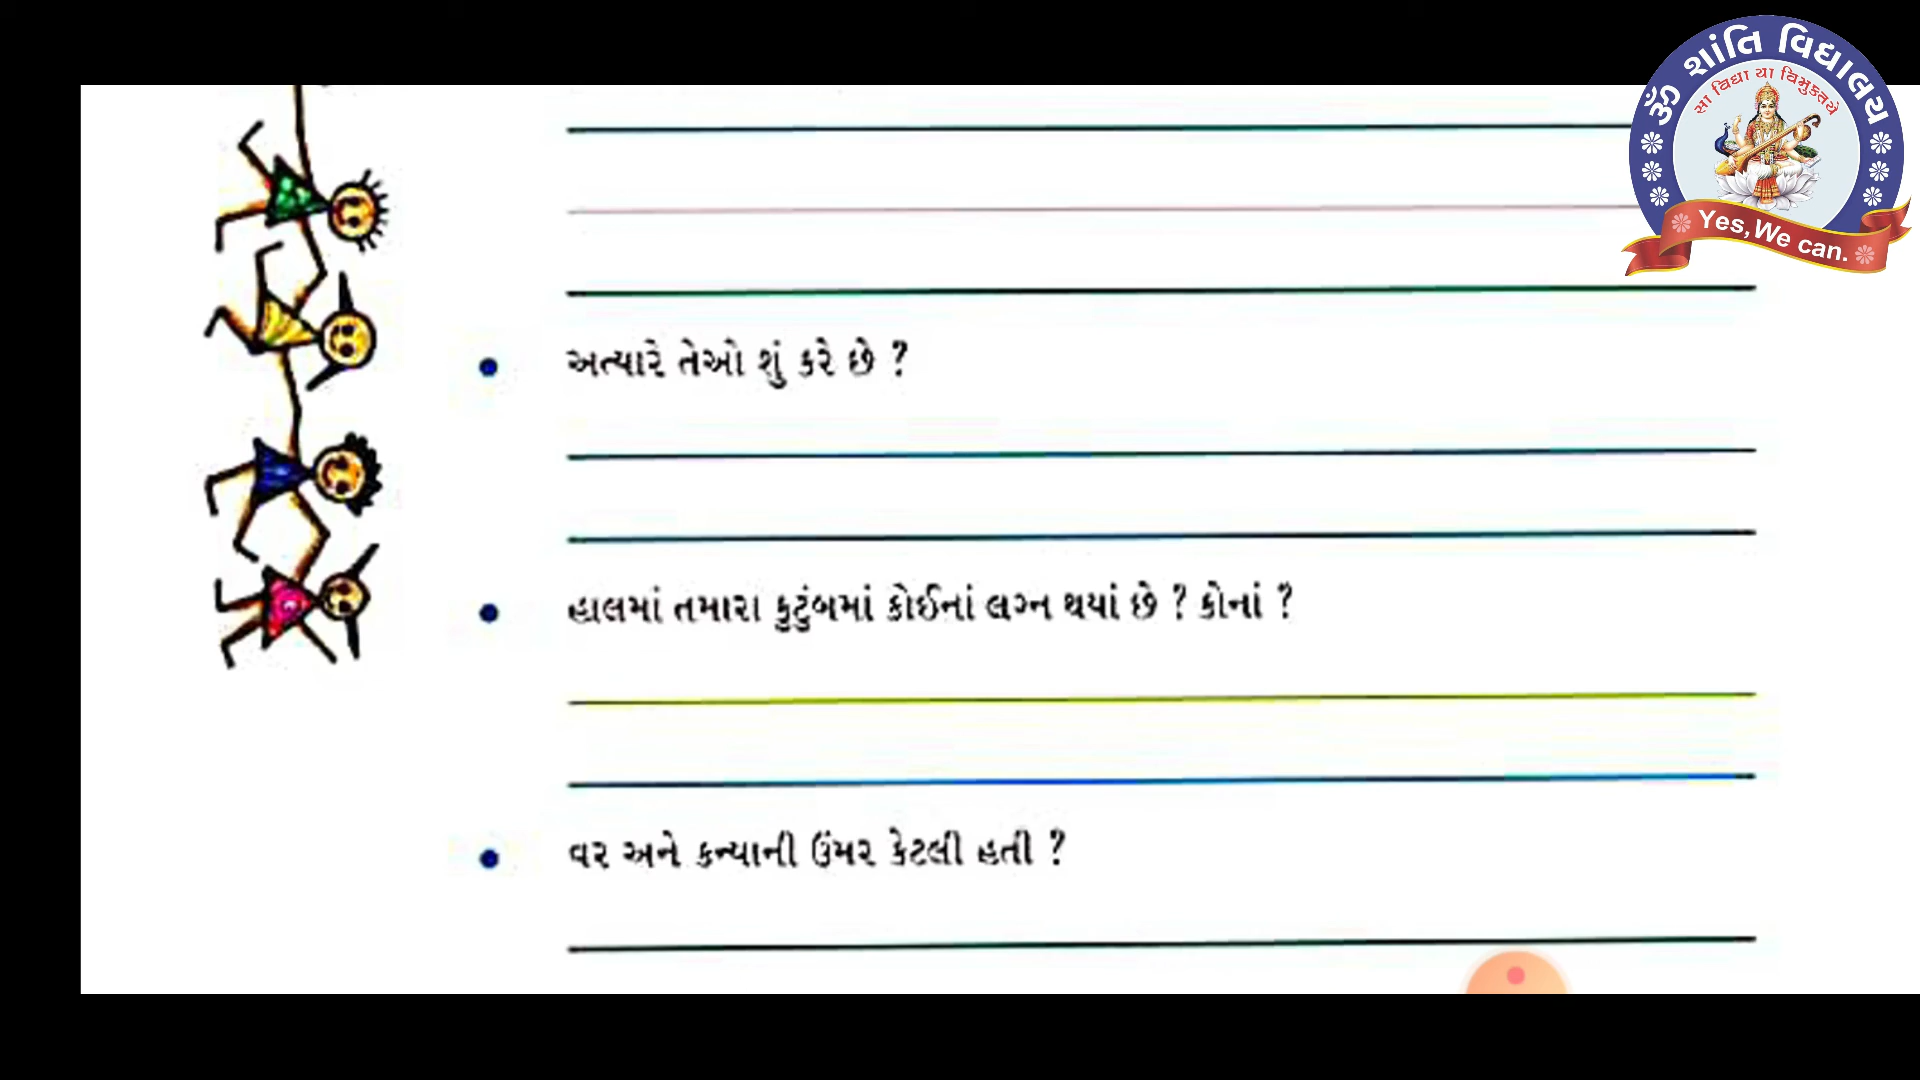 ૐ શાંતિ વિદ્યાલય
સા વિદ્યા યા વિમુક્તયે
Yes, We can.
અત્યારે તેઓ શું કરે છે ?
હાલમાં તમારા કુટુંબમાં કોઈનાં લગ્ન થયાં છે ? કોનાં ?
વર અને કન્યાની ઉંમર કેટલી હતી ?